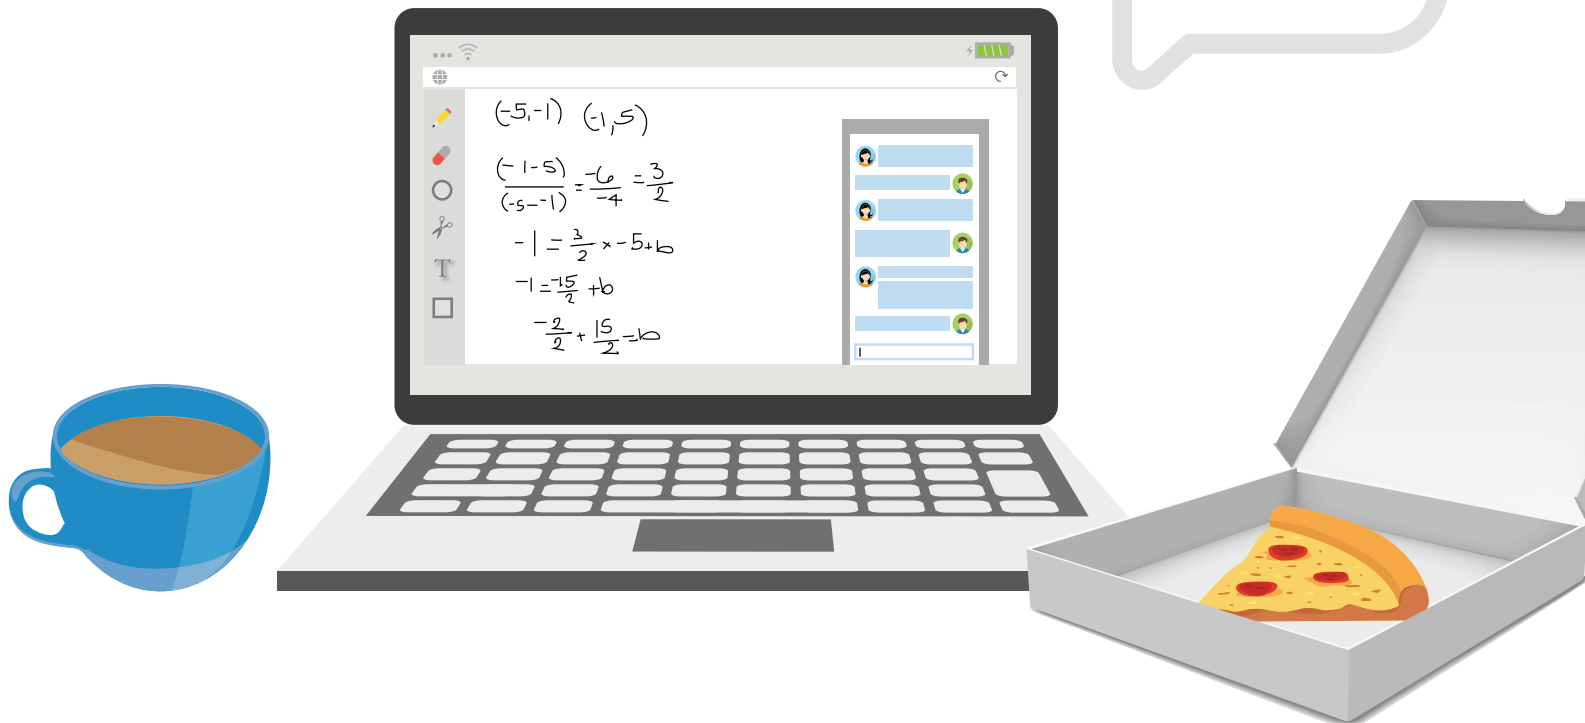 (-5,-1) (-1,5)
(-1-5)/(-5--1) = -6/-4 = 3/2
-1 = 3/2 × -5+b
-1 = -15/2 +b
-2/2 + 15/2 = b
T